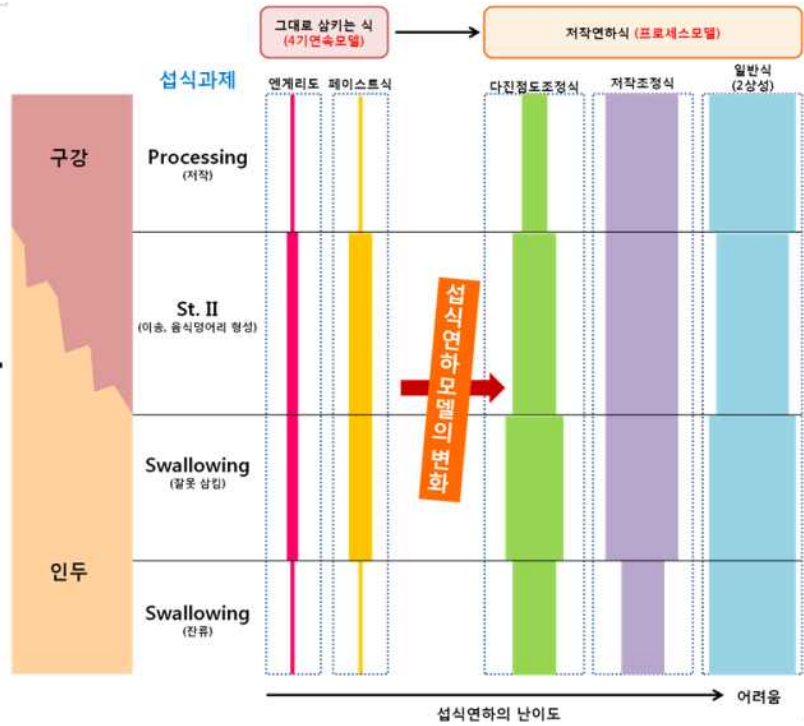 그대로 삼키는 식
(4기연속모델)
저작연하식 (프로세스모델)
섭식과제
엔게리도
페이스트식
다진점도조정식
저작조정식
일반식
(2상성)
구강
Processing
(저작)
St. II
(이송, 음식덩어리 형성)
섭식연하모델의 변화
Swallowing
(잘못 삼킴)
인두
Swallowing
(잔류)
어려움
섭식연하의 난이도